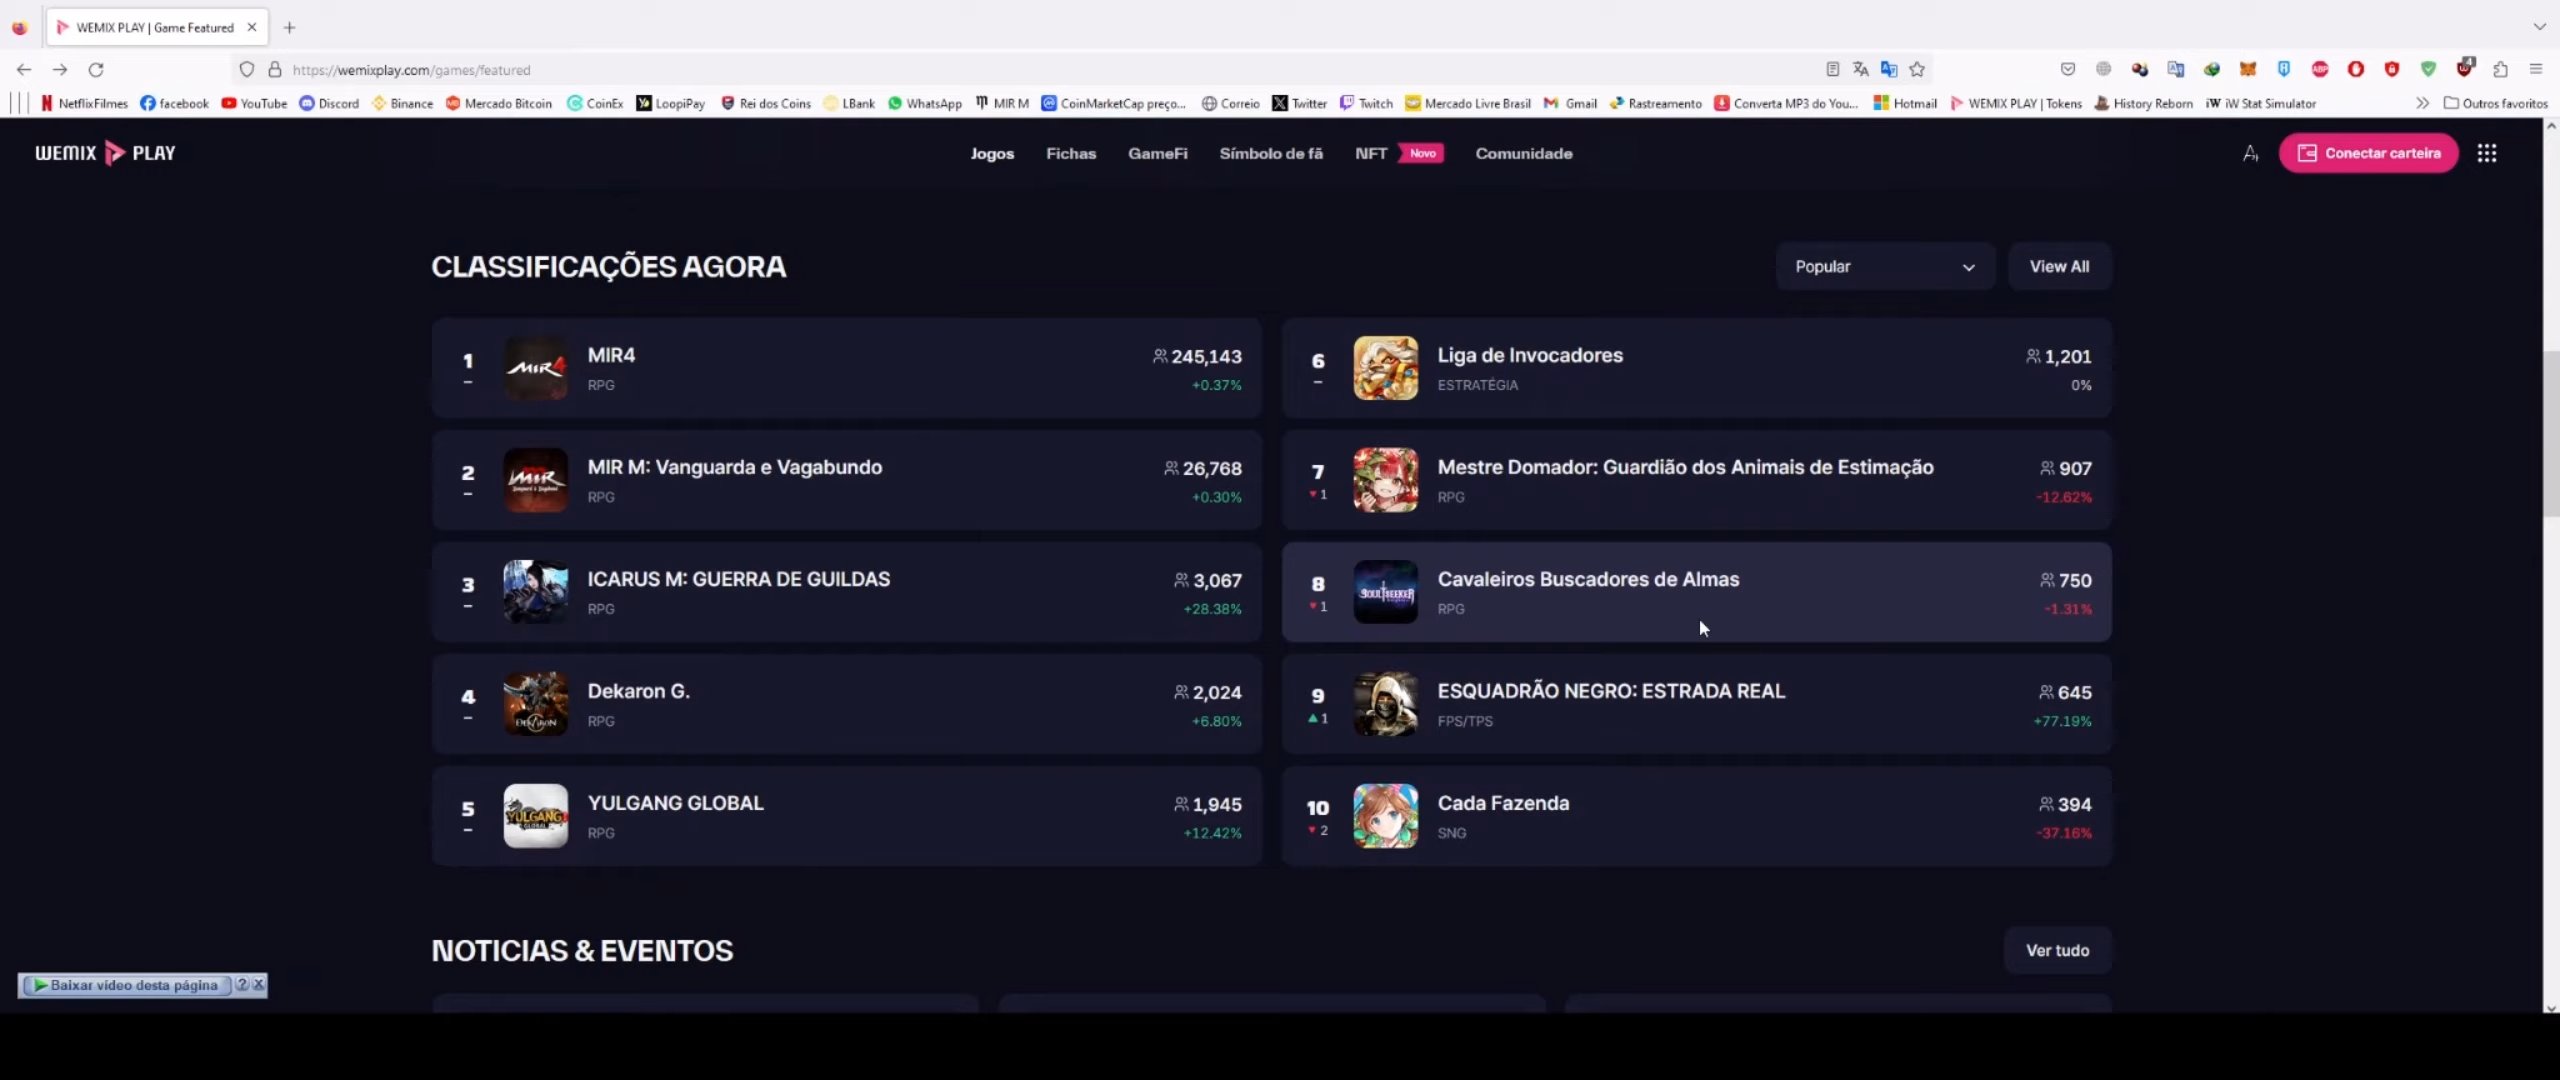 WEMIX PLAY | Game Featured
https://wemixplay.com/games/featured
NetflixFilmes facebook YouTube Discord Binance Mercado Bitcoin CoinEx LoopiPay Rei dos Coins LBank WhatsApp MIR M CoinMarketCap preço... Correio Twitter Twitch Mercado Livre Brasil Gmail Rastreamento Converta MP3 do You... Hotmail WEMIX PLAY | Tokens History Reborn iW Stat Simulator Outros favoritos
WEMIX PLAY Jogos Fichas GameFi Símbolo de fã NFT Novo Comunidade Conectar carteira
CLASSIFICAÇÕES AGORA Popular View All
1 MIR4 245,143
RPG +0.37%
2 MIR M: Vanguarda e Vagabundo 26,768
RPG +0.30%
3 ICARUS M: GUERRA DE GUILDAS 3,067
RPG +28.38%
4 Dekaron G. 2,024
RPG +6.80%
5 YULGANG GLOBAL 1,945
RPG +12.42%
6 Liga de Invocadores 1,201
ESTRATÉGIA 0%
7 Mestre Domador: Guardião dos Animais de Estimação 907
1 RPG -12.62%
8 Cavaleiros Buscadores de Almas 750
1 RPG -1.31%
9 ESQUADRÃO NEGRO: ESTRADA REAL 645
1 FPS/TPS +77.19%
10 Cada Fazenda 394
2 SNG -37.16%
NOTICIAS & EVENTOS Ver tudo
Baixar vídeo desta página ? X